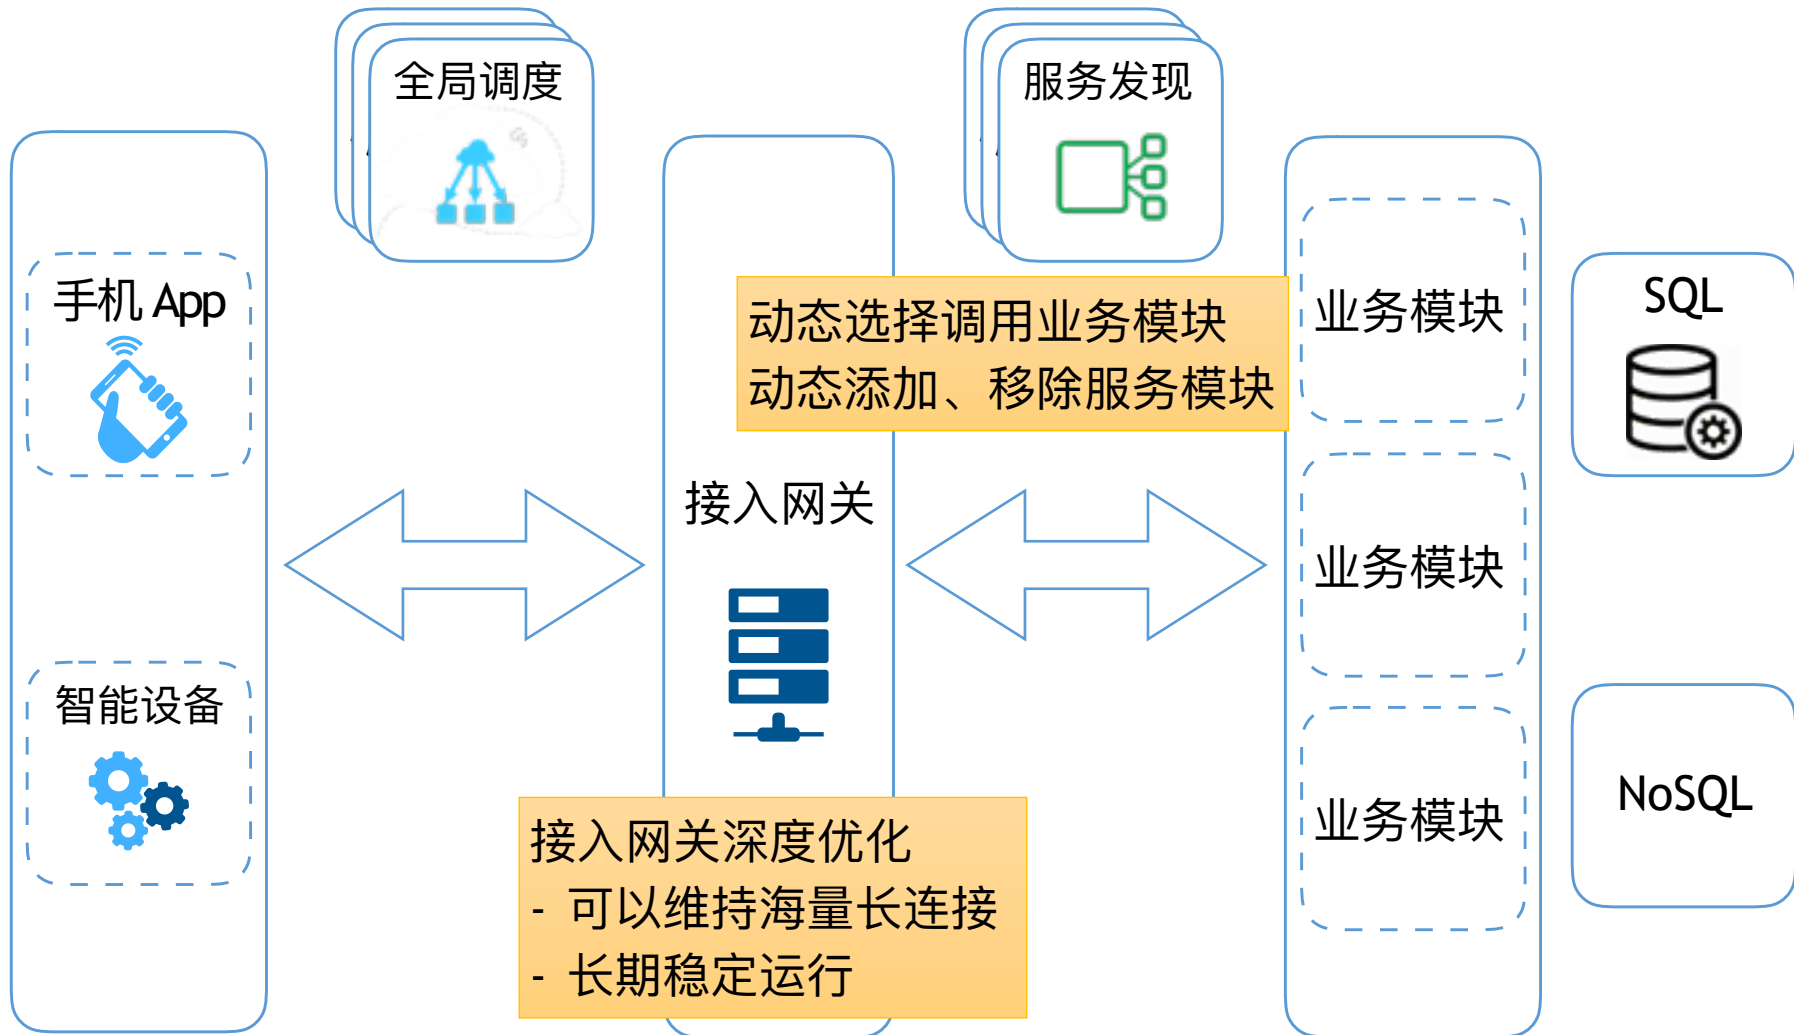 全局调度
服务发现
手机 App
智能设备
接入网关
动态选择调用业务模块
动态添加、移除服务模块
接入网关深度优化
- 可以维持海量长连接
- 长期稳定运行
业务模块
业务模块
业务模块
SQL
NoSQL